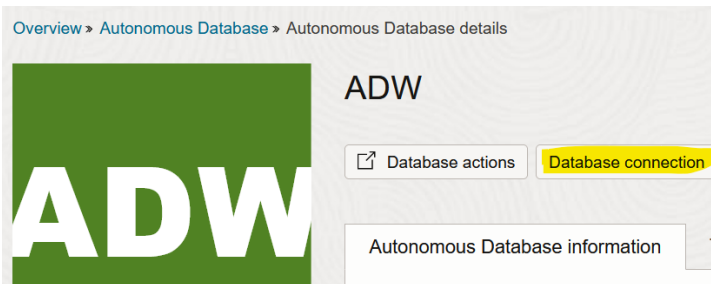 Overview » Autonomous Database » Autonomous Database details
ADW
ADW
Database actions
Database connection
Autonomous Database information